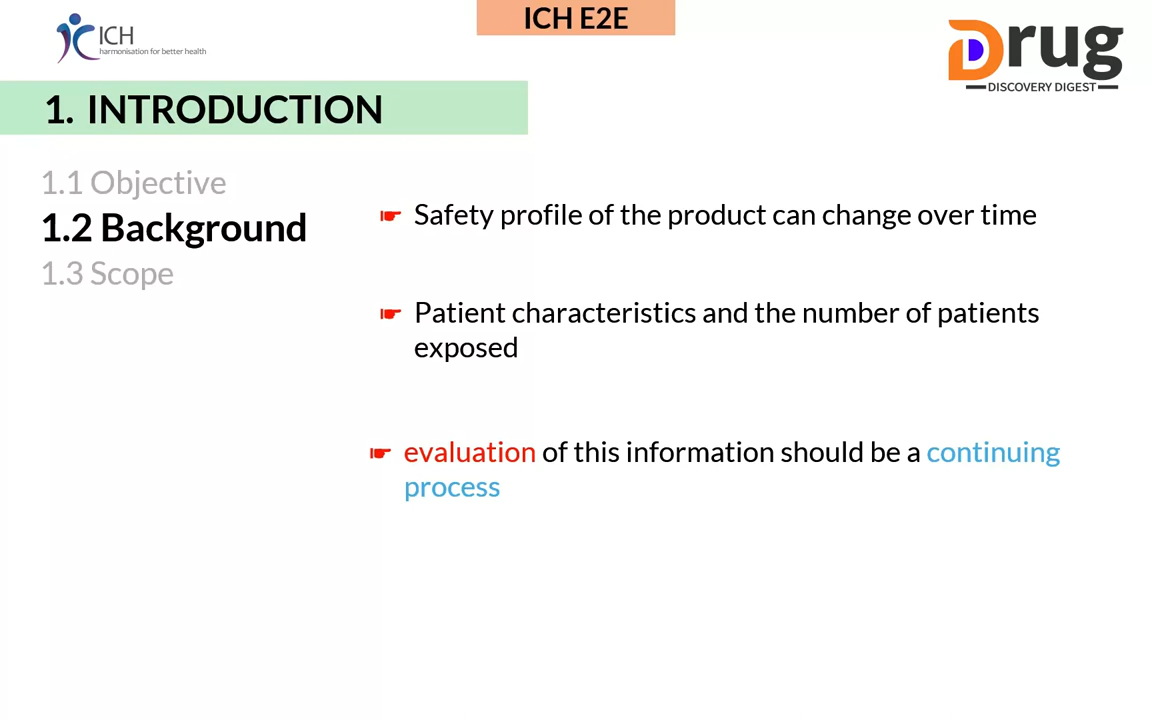 ICH E2E
ICH
harmonisation for better health
Drug
DISCOVERY DIGEST
1. INTRODUCTION
1.1 Objective
1.2 Background
1.3 Scope
Safety profile of the product can change over time
Patient characteristics and the number of patients
exposed
evaluation of this information should be a continuing
process